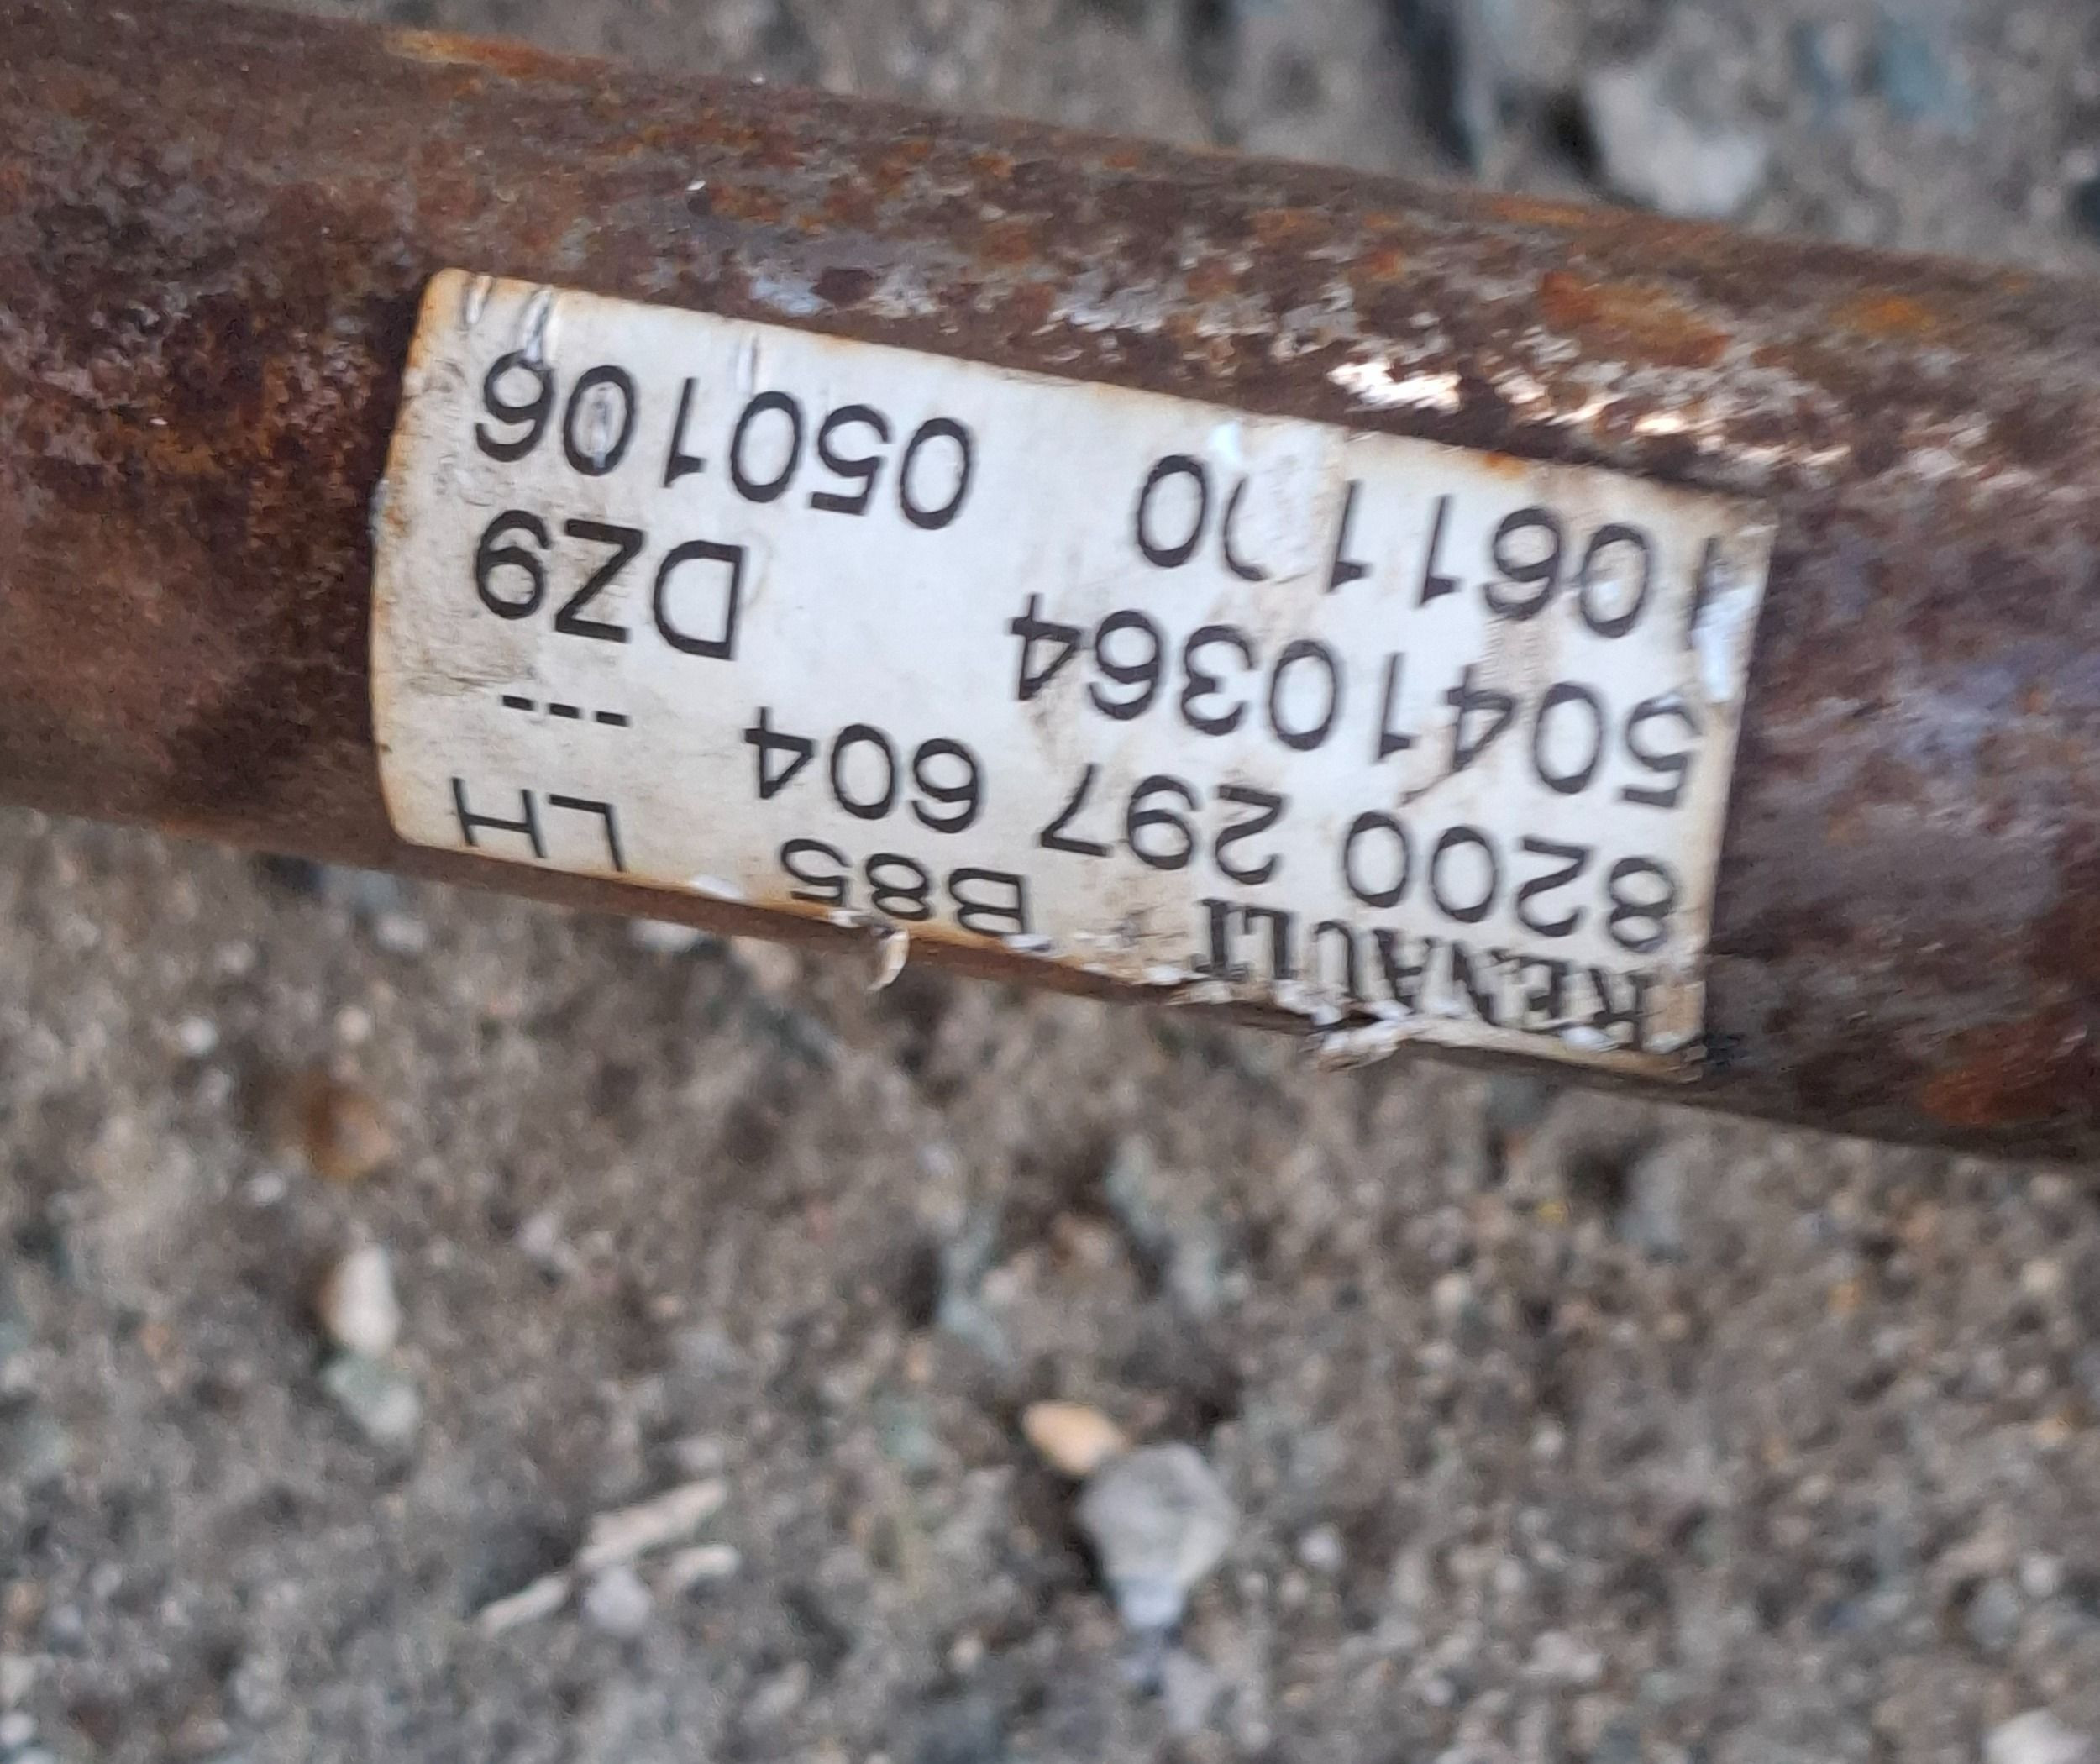 RENAULT B85 LH
8200 297 604 ---
50410364 DZ9
1061100 050106